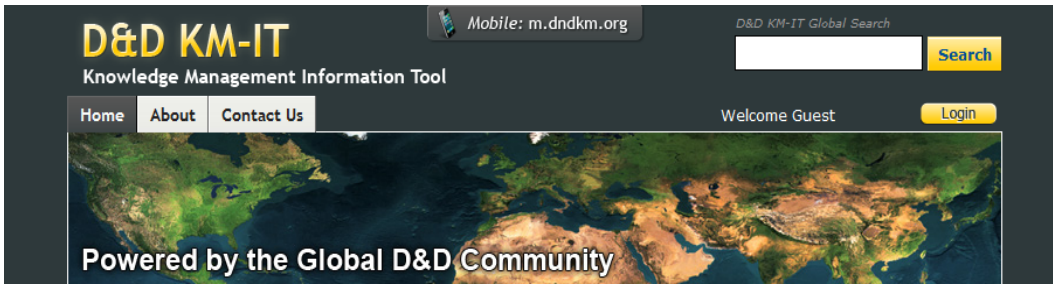 Mobile: m.dndkm.org
D&D KM-IT Global Search
D&D KM-IT
Search
Knowledge Management Information Tool
Home About Contact Us
Welcome Guest
Login
Powered by the Global D&D Community